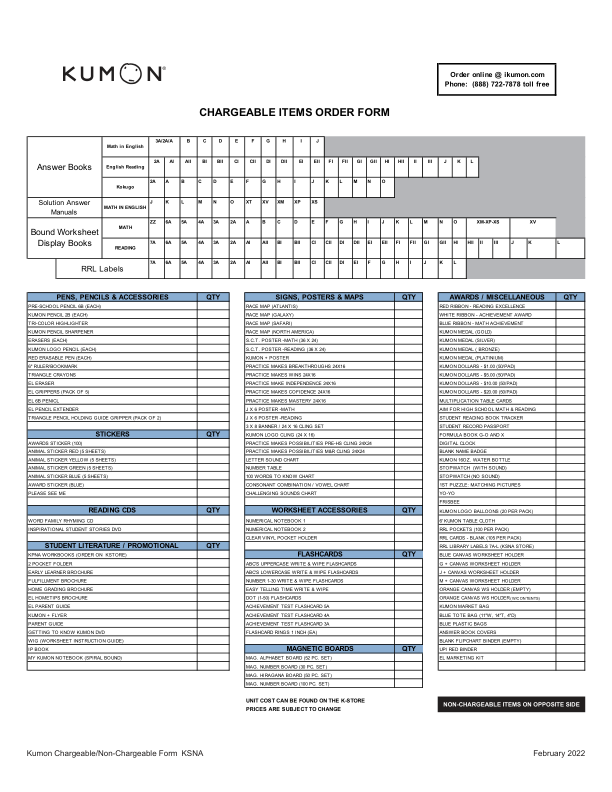 KUMON®
Order online @ ikumon.com
Phone: (888) 722-7878 toll free
CHARGEABLE ITEMS ORDER FORM
Answer Books
Math in English 3A/2A/A B C D E F G H I J
English Reading 2A AI AII BI BII CI CII DI DII EI EII FI FII GI GII HI HII II III J K L
Kokugo 2A A B C D E F G H I J K L M N O
Solution Answer Manuals
MATH IN ENGLISH J K L M N O XT XV XM XP XS
Bound Worksheet Display Books
MATH ZZ 6A 5A 4A 3A 2A A B C D E F G H I J K L M N O XM-XP-XS XV
READING 7A 6A 5A 4A 3A 2A AI AII BI BII CI CII DI DII EI EII FI FII GI GII HI HII II III J K L
RRL Labels 7A 6A 5A 4A 3A 2A AI AII BI BII CI CII D E F G H I J K L
PENS, PENCILS & ACCESSORIES QTY
PRE-SCHOOL PENCIL 6B (EACH)
KUMON PENCIL 2B (EACH)
TRI-COLOR HIGHLIGHTER
KUMON PENCIL SHARPENER
ERASERS (EACH)
KUMON LOGO PENCIL (EACH)
RED ERASABLE PEN (EACH)
6" RULER/BOOKMARK
TRIANGLE CRAYONS
EL ERASER
EL GRIPPERS (PACK OF 5)
EL 6B PENCIL
EL PENCIL EXTENDER
TRIANGLE PENCIL HOLDING GUIDE GRIPPER (PACK OF 2)
STICKERS QTY
AWARDS STICKER (100)
ANIMAL STICKER RED (5 SHEETS)
ANIMAL STICKER YELLOW (5 SHEETS)
ANIMAL STICKER GREEN (5 SHEETS)
ANIMAL STICKER BLUE (5 SHEETS)
AWARD STICKER (BLUE)
PLEASE SEE ME
READING CDS QTY
WORD FAMILY RHYMING CD
INSPIRATIONAL STUDENT STORIES DVD
STUDENT LITERATURE / PROMOTIONAL QTY
KPNA WORKBOOKS (ORDER ON KSTORE)
2 POCKET FOLDER
EARLY LEARNER BROCHURE
FULFILLMENT BROCHURE
HOME GRADING BROCHURE
EL HOMETIPS BROCHURE
EL PARENT GUIDE
KUMON + FLYER
PARENT GUIDE
GETTING TO KNOW KUMON DVD
WIG (WORKSHEET INSTRUCTION GUIDE)
IP BOOK
MY KUMON NOTEBOOK (SPIRAL BOUND)
SIGNS, POSTERS & MAPS QTY
RACE MAP (ATLANTIS)
RACE MAP (GALAXY)
RACE MAP (SAFARI)
RACE MAP (NORTH AMERICA)
S.C.T. POSTER -MATH (36 X 24)
S.C.T. POSTER -READING (36 X 24)
KUMON + POSTER
PRACTICE MAKES BREAKTHROUGHS 24X16
PRACTICE MAKES WINS 24X16
PRACTICE MAKE INDEPENDENCE 24X16
PRACTICE MAKES COFIDENCE 24X16
PRACTICE MAKES MASTERY 24X16
J X 6 POSTER -MATH
J X 6 POSTER -READING
3 X 8 BANNER / 24 X 16 CLING SET
KUMON LOGO CLING (24 X 16)
PRACTICE MAKES POSSIBILITIES PRE-HS CLING 24X24
PRACTICE MAKES POSSIBILITIES M&R CLING 24X24
LETTER SOUND CHART
NUMBER TABLE
100 WORDS TO KNOW CHART
CONSONANT COMBINATION / VOWEL CHART
CHALLENGING SOUNDS CHART
WORKSHEET ACCESSORIES QTY
NUMERICAL NOTEBOOK 1
NUMERICAL NOTEBOOK 2
CLEAR VINYL POCKET HOLDER
FLASHCARDS QTY
ABC'S UPPERCASE WRITE & WIPE FLASHCARDS
ABC'S LOWERCASE WRITE & WIPE FLASHCARDS
NUMBER 1-30 WRITE & WIPE FLASHCARDS
EASY TELLING TIME WRITE & WIPE
DOT (1-50) FLASHCARDS
ACHIEVEMENT TEST FLASHCARD 5A
ACHIEVEMENT TEST FLASHCARD 4A
ACHIEVEMENT TEST FLASHCARD 3A
FLASHCARD RINGS 1 INCH (EA)
MAGNETIC BOARDS QTY
MAG. ALPHABET BOARD (52 PC. SET)
MAG. NUMBER BOARD (30 PC. SET)
MAG. HIRAGANA BOARD (50 PC. SET)
MAG. NUMBER BOARD (100 PC. SET)
UNIT COST CAN BE FOUND ON THE K-STORE
PRICES ARE SUBJECT TO CHANGE
AWARDS / MISCELLANEOUS QTY
RED RIBBON - READING EXCELLENCE
WHITE RIBBON - ACHIEVEMENT AWARD
BLUE RIBBON - MATH ACHIEVEMENT
KUMON MEDAL (GOLD)
KUMON MEDAL (SILVER)
KUMON MEDAL ( BRONZE)
KUMON MEDAL (PLATINUM)
KUMON DOLLARS - $1.00 (50/PAD)
KUMON DOLLARS - $5.00 (50/PAD)
KUMON DOLLARS - $10.00 (50/PAD)
KUMON DOLLARS - $20.00 (50/PAD)
MULTIPLICATION TABLE CARDS
AIM FOR HIGH SCHOOL MATH & READING
STUDENT READING RECORD
STUDENT RECORD PASSPORT
FORMULA BOOK G-O AND X
DIGITAL CLOCK
BLANK NAME BADGE
KUMON 16OZ. WATER BOTTLE
STOPWATCH (WITH SOUND)
STOPWATCH (NO SOUND)
1ST PUZZLE: MATCHING PICTURES
YO-YO
FRISBEE
KUMON LOGO BALLOONS (20 PER PACK)
6' KUMON TABLE CLOTH
RRL POCKETS (100 PER PACK)
RRL CARDS - BLANK (105 PER PACK)
RRL LIBRARY LABELS 7A-L (KSNA STORE)
BLUE CANVAS WORKSHEET HOLDER
G + CANVAS WORKSHEET HOLDER
J + CANVAS WORKSHEET HOLDER
M + CANVAS WORKSHEET HOLDER
ORANGE CANVAS WS HOLDER (EMPTY)
ORANGE CANVAS WS HOLDER
KUMON MARKET BAG
BLUE TOTE BAG (11"W, 14"T, 4"D)
BLUE PLASTIC BAGS
ANSWER BOOK COVERS
BLANK FLIPCHART BINDER (EMPTY)
UPI RED BINDER
EL MARKETING KIT
NON-CHARGEABLE ITEMS ON OPPOSITE SIDE
Kumon Chargeable/Non-Chargeable Form KSNA
February 2022